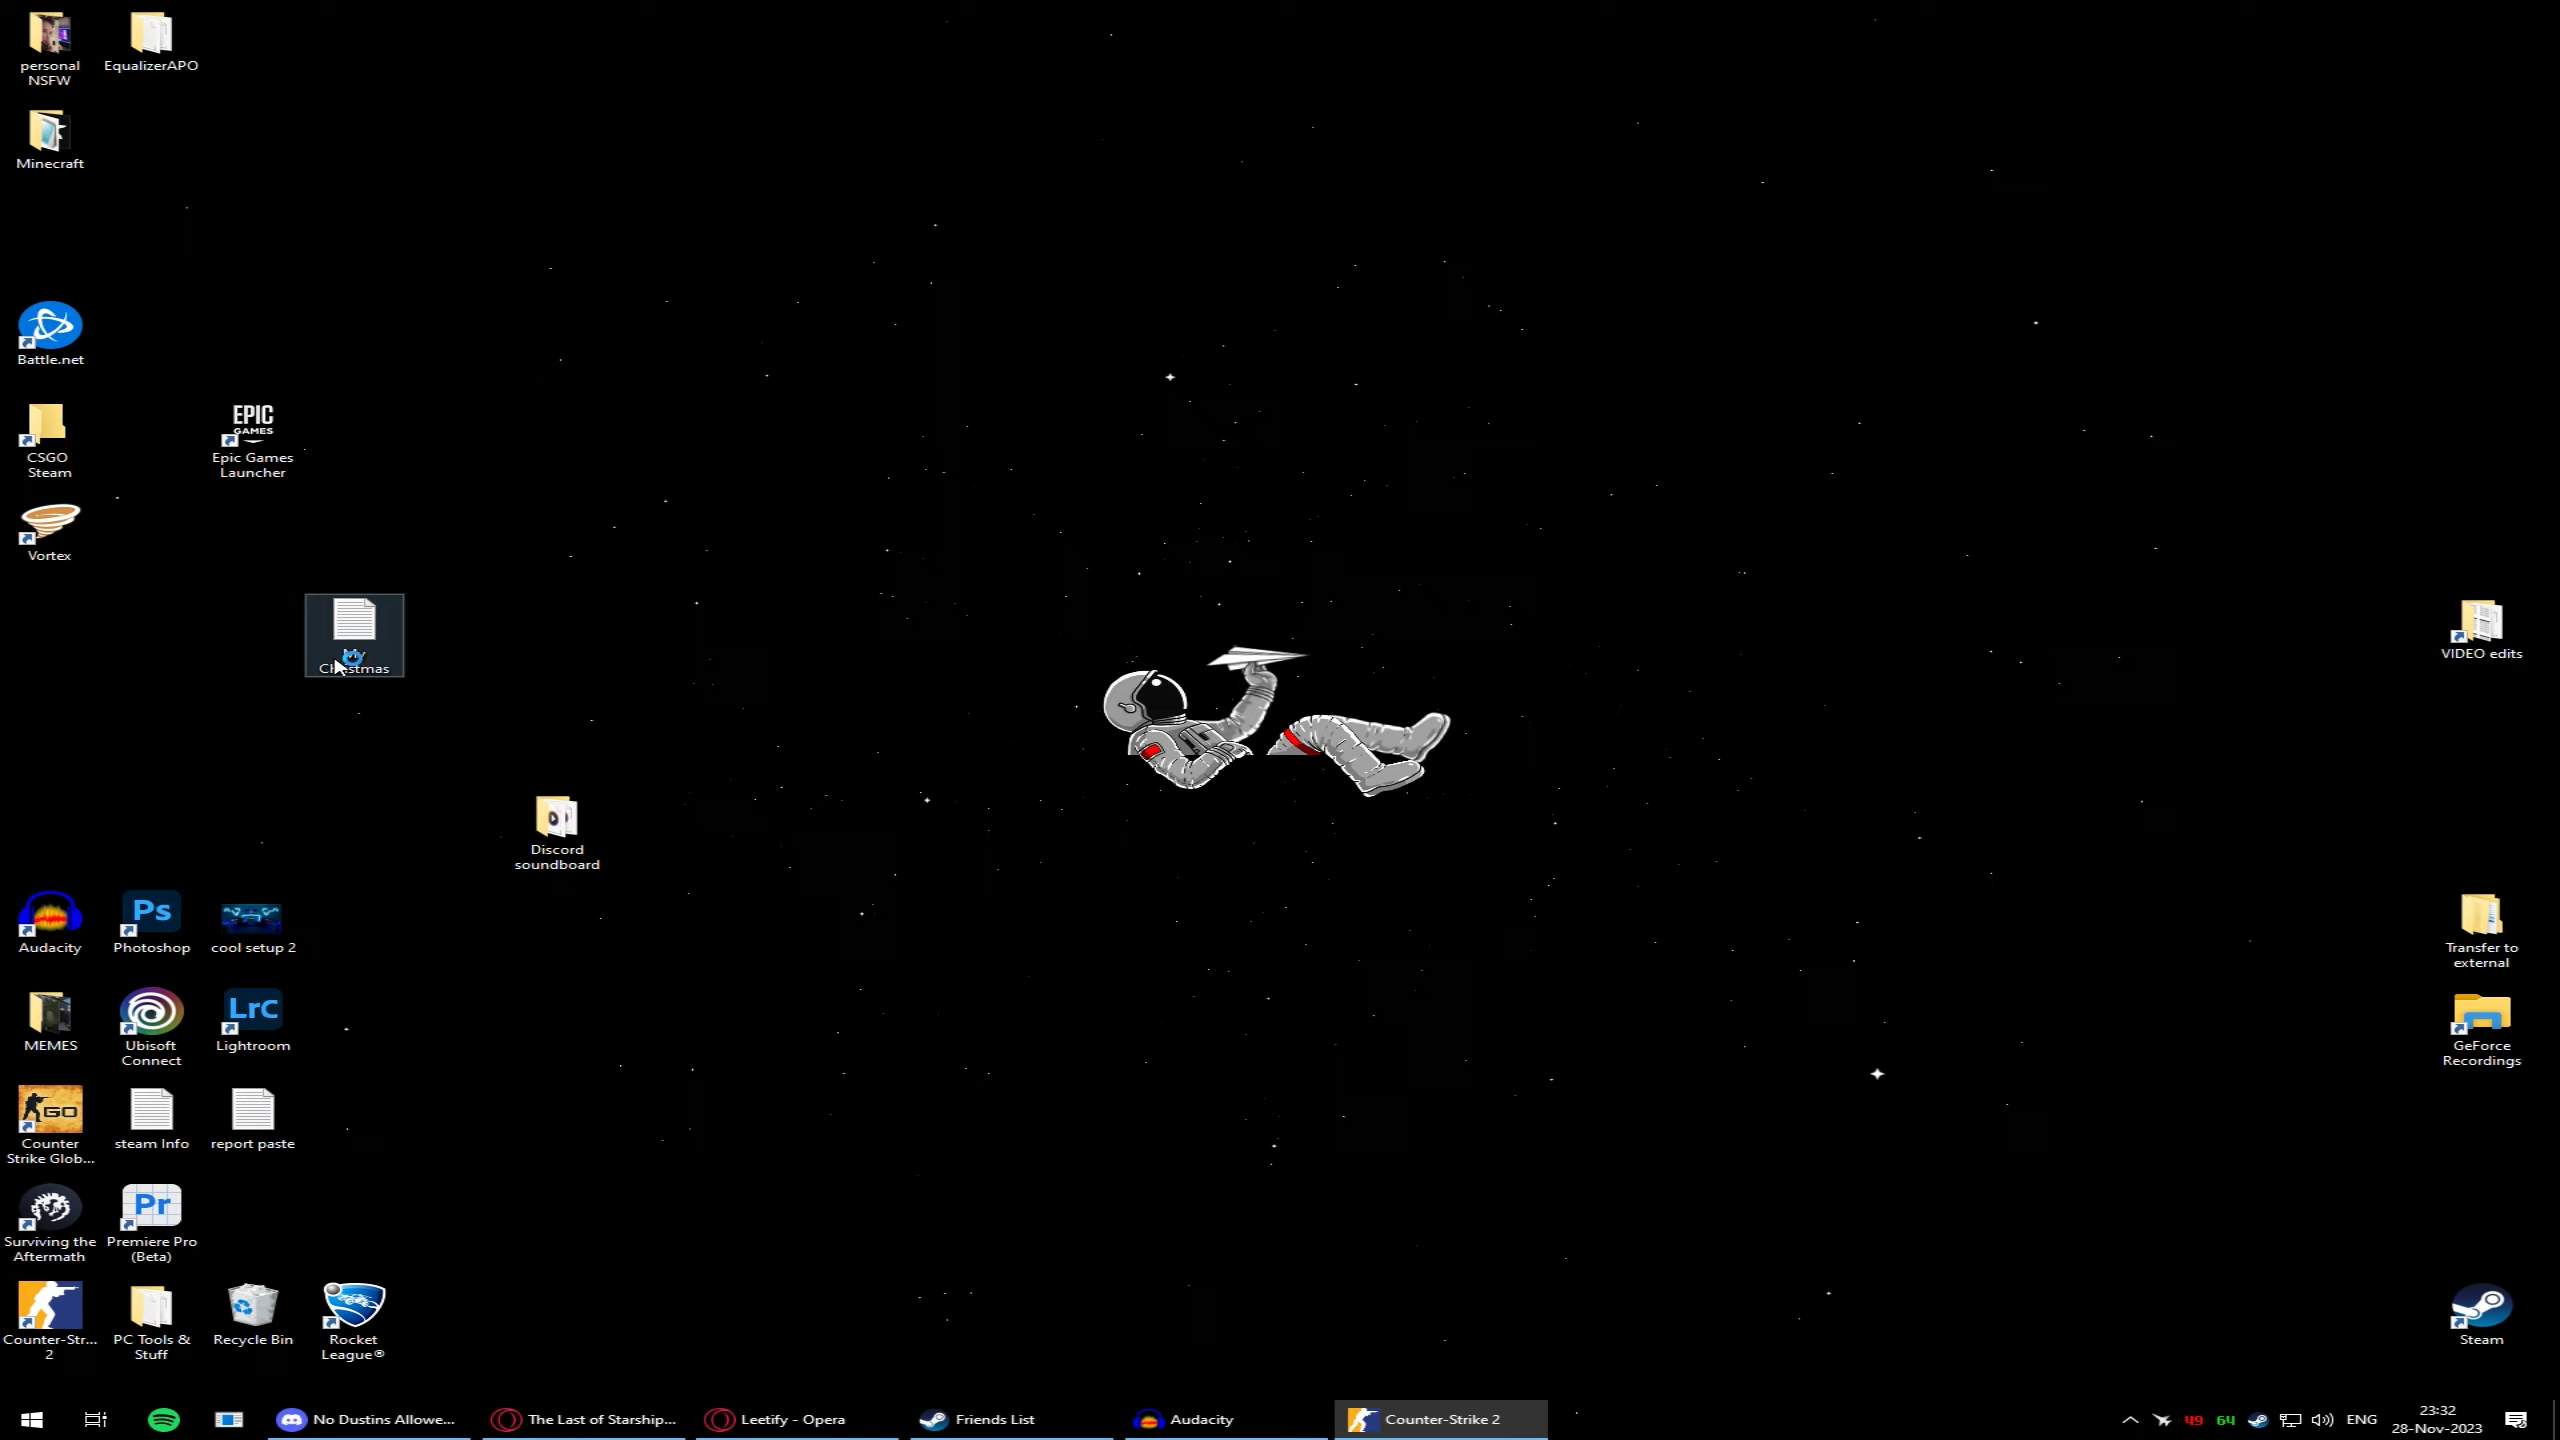 personal
NSFW
EqualizerAPO
Minecraft
Battle.net
CSGO
Steam
EPIC
GAMES
Epic Games
Launcher
Vortex
Christmas
VIDEO edits
Discord
soundboard
Audacity
Ps
Photoshop
cool setup 2
Transfer to
external
MEMES
Ubisoft
Connect
LrC
Lightroom
GeForce
Recordings
GO
Counter
Strike Glob...
steam Info
report paste
Surviving the
Aftermath
Pr
Premiere Pro
(Beta)
Counter-Str...
2
PC Tools &
Stuff
Recycle Bin
Rocket
League®
Steam
No Dustins Allowe...
The Last of Starship...
Leetify - Opera
Friends List
Audacity
Counter-Strike 2
49
64
ENG
23:32
28-Nov-2023